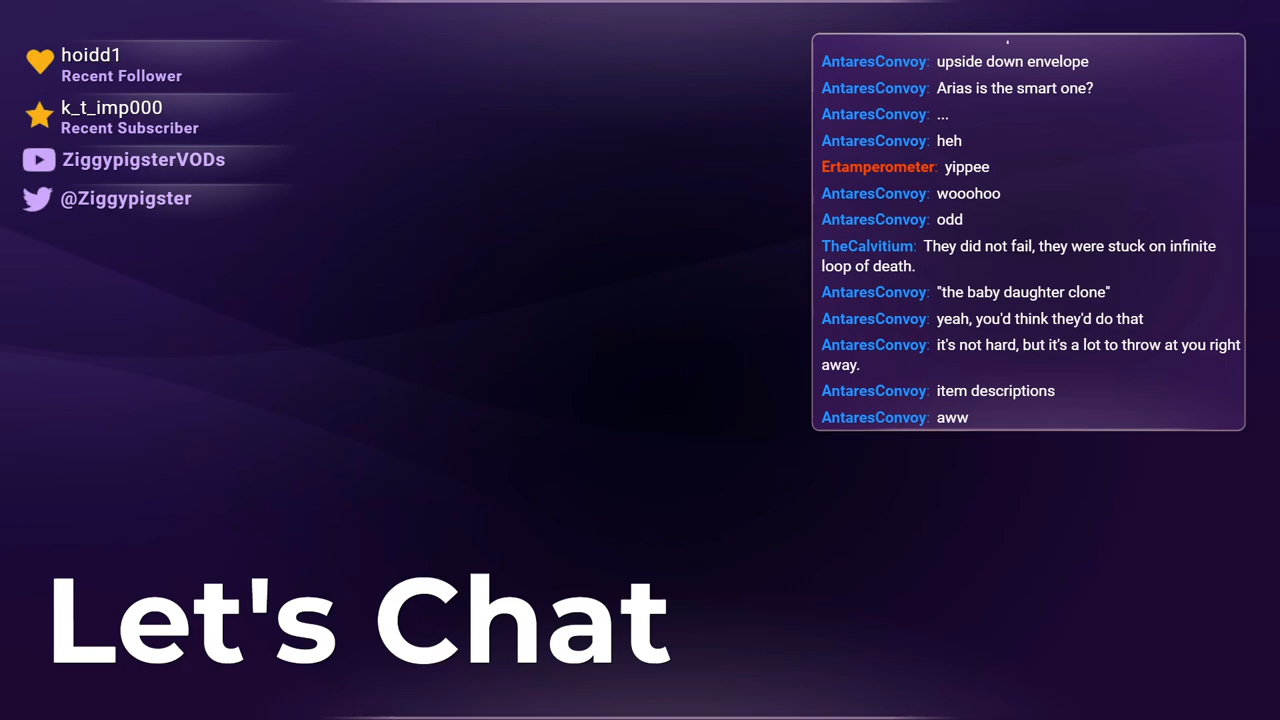 hoidd1
Recent Follower
k_t_imp000
Recent Subscriber
ZiggypigsterVODs
@Ziggypigster
AntaresConvoy: upside down envelope
AntaresConvoy: Arias is the smart one?
AntaresConvoy: ...
AntaresConvoy: heh
Ertamperometer: yippee
AntaresConvoy: wooohoo
AntaresConvoy: odd
TheCalvitium: They did not fail, they were stuck on infinite
loop of death.
AntaresConvoy: "the baby daughter clone"
AntaresConvoy: yeah, you'd think they'd do that
AntaresConvoy: it's not hard, but it's a lot to throw at you right
away.
AntaresConvoy: item descriptions
AntaresConvoy: aww
Let's Chat